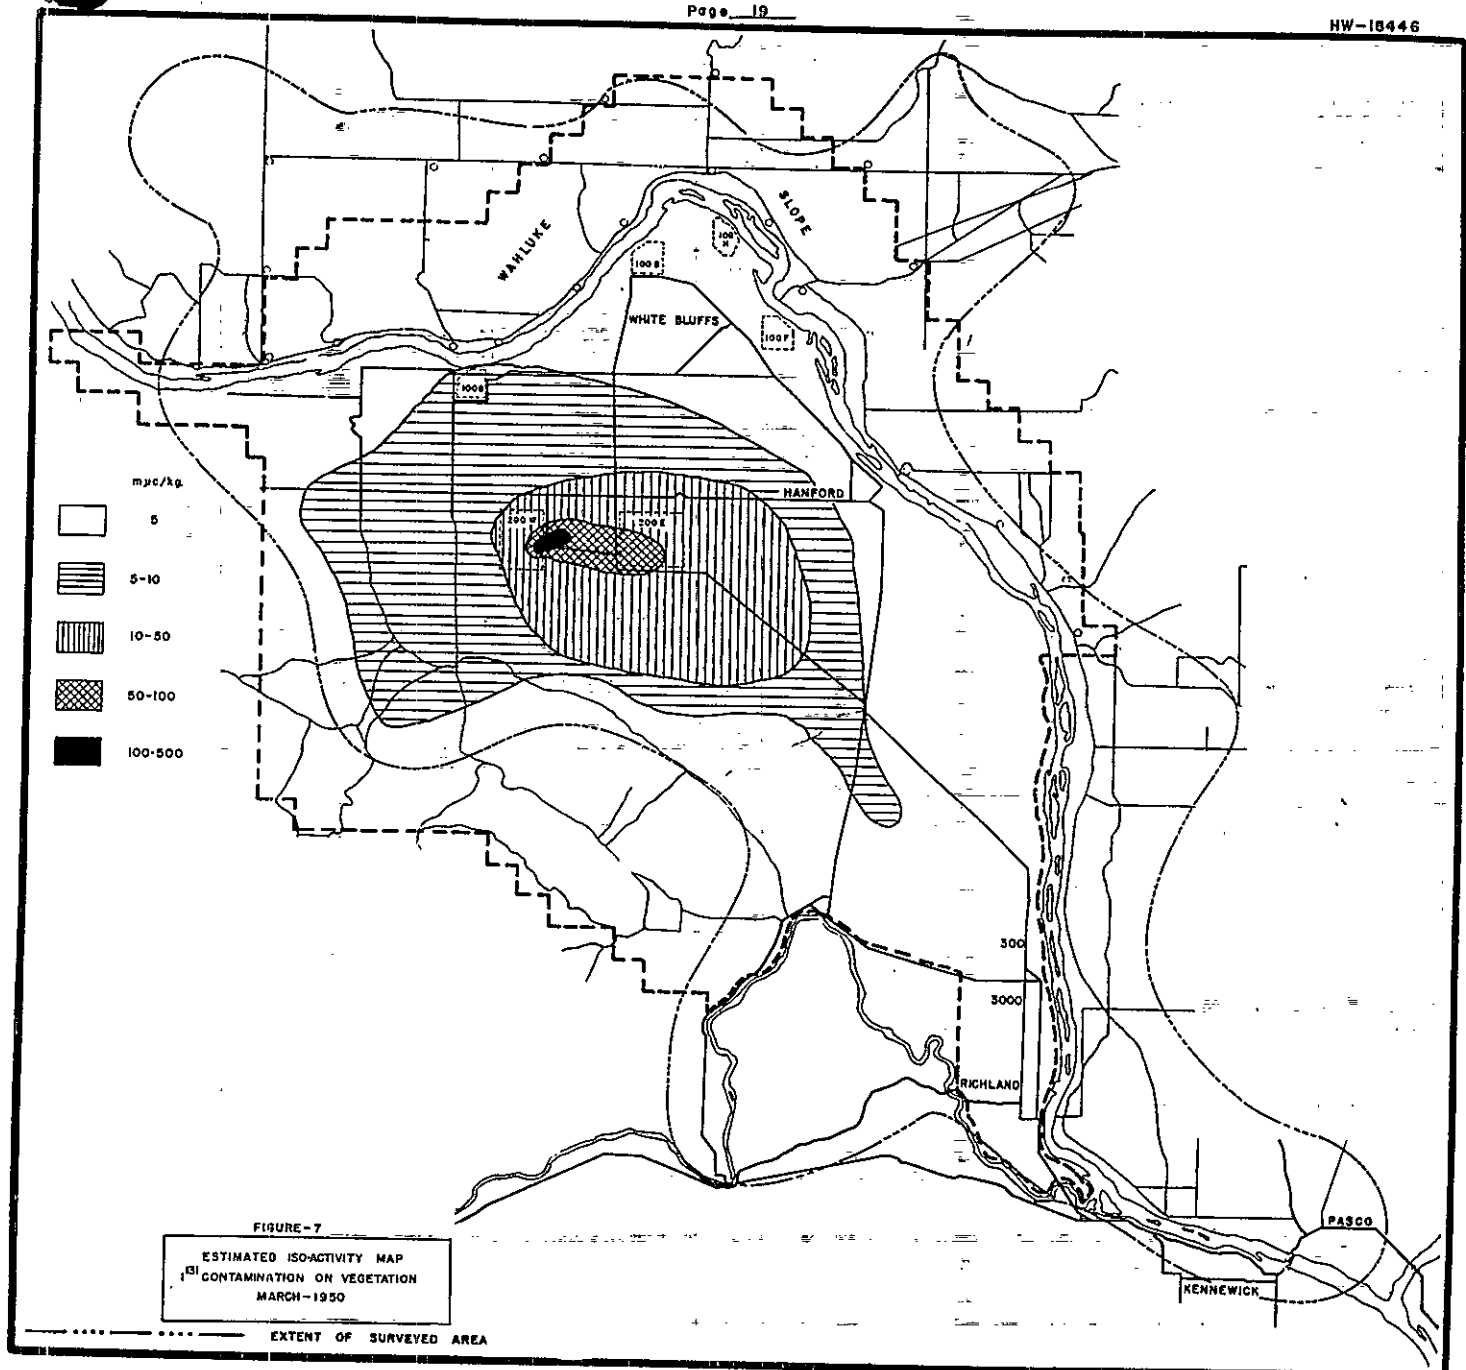 Page 19
HW-18446
WAHLUKE
SLOPE
100 H
100 D
WHITE BLUFFS
100 F
100 B
mµc/kg.
5
5-10
10-50
50-100
100-500
HANFORD
200 W
200 E
300
3000
RICHLAND
PASCO
KENNEWICK
FIGURE-7
ESTIMATED ISO-ACTIVITY MAP
I131 CONTAMINATION ON VEGETATION
MARCH-1950
EXTENT OF SURVEYED AREA